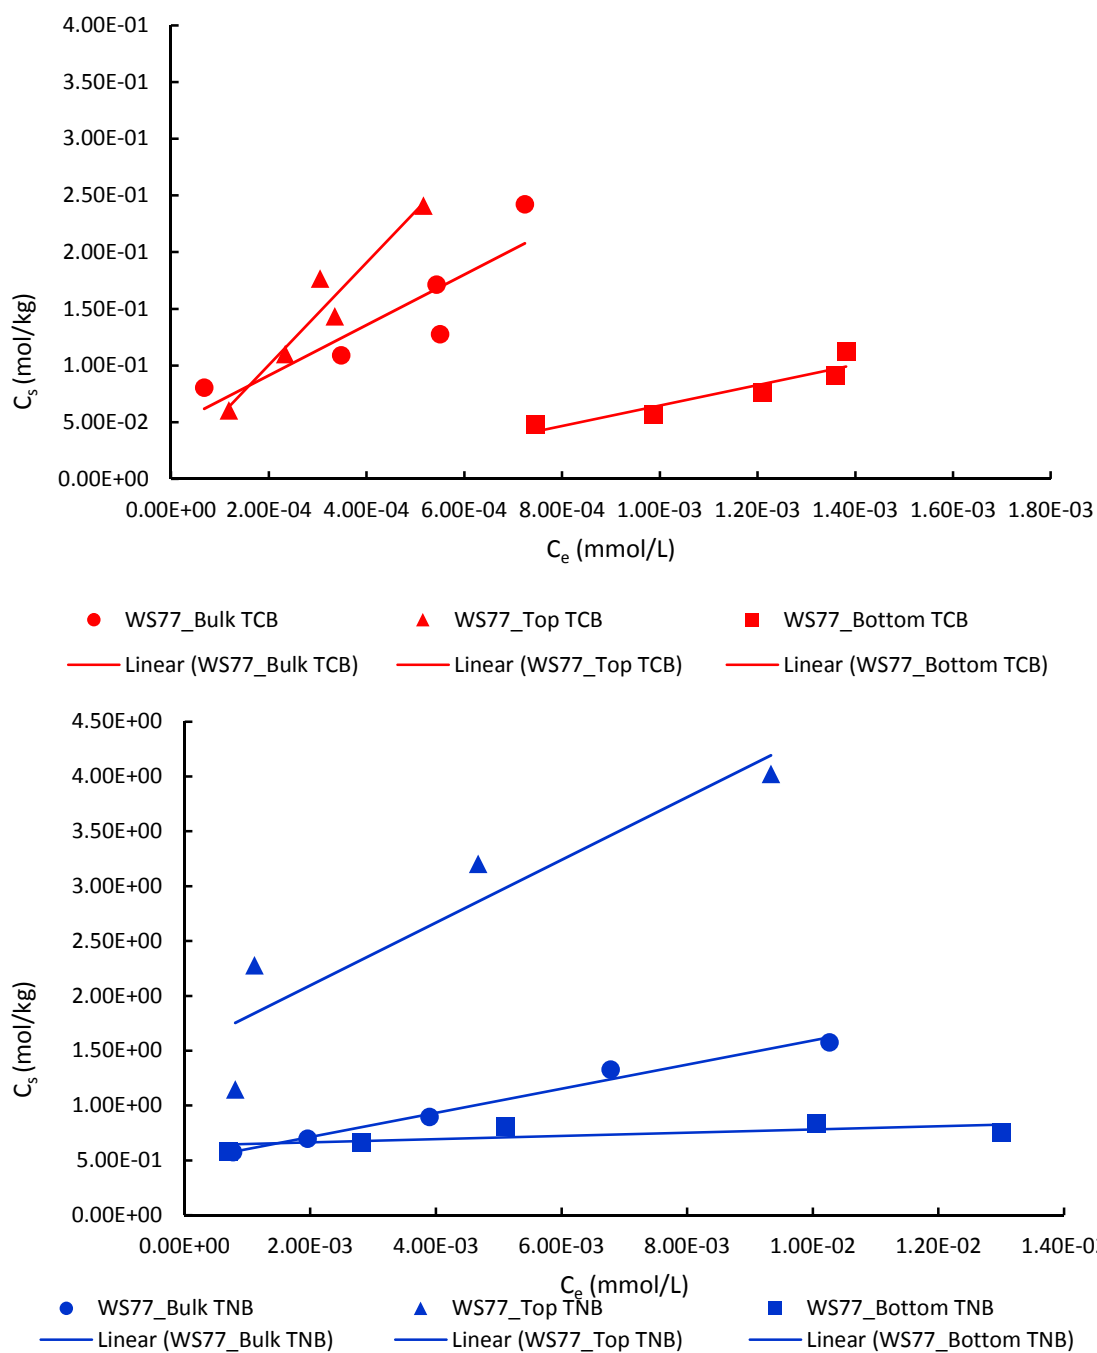 4.00E-01
3.50E-01
3.00E-01
2.50E-01
2.00E-01
1.50E-01
1.00E-01
5.00E-02
0.00E+00
Cs (mol/kg)
0.00E+00 2.00E-04 4.00E-04 6.00E-04 8.00E-04 1.00E-03 1.20E-03 1.40E-03 1.60E-03 1.80E-03
Ce (mmol/L)
WS77_Bulk TCB WS77_Top TCB WS77_Bottom TCB
Linear (WS77_Bulk TCB) Linear (WS77_Top TCB) Linear (WS77_Bottom TCB)
4.50E+00
4.00E+00
3.50E+00
3.00E+00
2.50E+00
2.00E+00
1.50E+00
1.00E+00
5.00E-01
0.00E+00
Cs (mol/kg)
0.00E+00 2.00E-03 4.00E-03 6.00E-03 8.00E-03 1.00E-02 1.20E-02 1.40E-0
Ce (mmol/L)
WS77_Bulk TNB WS77_Top TNB WS77_Bottom TNB
Linear (WS77_Bulk TNB) Linear (WS77_Top TNB) Linear (WS77_Bottom TNB)